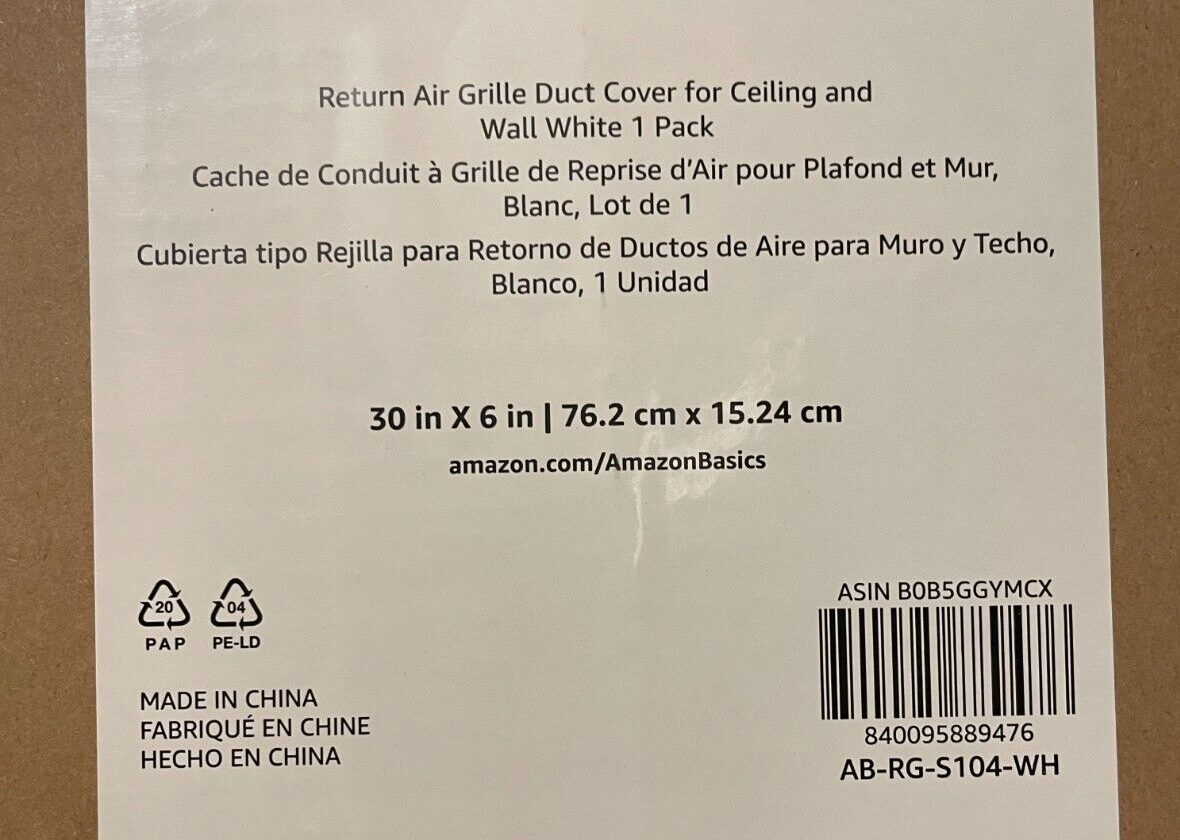 Return Air Grille Duct Cover for Ceiling and
Wall White 1 Pack
Cache de Conduit à Grille de Reprise d'Air pour Plafond et Mur,
Blanc, Lot de 1
Cubierta tipo Rejilla para Retorno de Ductos de Aire para Muro y Techo,
Blanco, 1 Unidad
30 in X 6 in | 76.2 cm x 15.24 cm
amazon.com/AmazonBasics
20 04
PAP PE-LD
MADE IN CHINA
FABRIQUÉ EN CHINE
HECHO EN CHINA
ASIN B0B5GGYMCX
840095889476
AB-RG-S104-WH